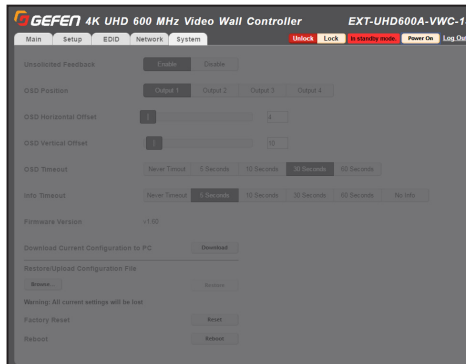 GEFEN 4K UHD 600 MHz Video Wall Controller EXT-UHD600A-VWC-1
Main Setup EDID Network System Unlock Lock In standby mode. Power On Log Out
Unsolicited Feedback Enable Disable
OSD Position Output 1 Output 2 Output 3 Output 4
OSD Horizontal Offset 4
OSD Vertical Offset 10
OSD Timeout Never Timout 5 Seconds 10 Seconds 30 Seconds 60 Seconds
Info Timeout Never Timeout 5 Seconds 10 Seconds 30 Seconds 60 Seconds No Info
Firmware Version v1.00
Download Current Configuration to PC Download
Restore/Upload Configuration File
Browse... Restore
Warning: All current settings will be lost
Factory Reset Reset
Reboot Reboot